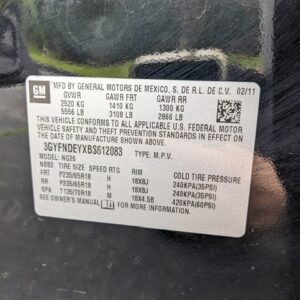 GM
MFD BY GENERAL MOTORS DE MEXICO, S. DE R.L. DE C.V. 02/11
GVWR GAWR FRT GAWR RR
2520 KG 1410 KG 1300 KG
5556 LB 3108 LB 2866 LB
THIS VEHICLE CONFORMS TO ALL APPLICABLE U.S. FEDERAL MOTOR
VEHICLE SAFETY AND THEFT PREVENTION STANDARDS IN EFFECT ON
THE DATE OF MANUFACTURE SHOWN ABOVE.
3GYFNDEYXBS612083 TYPE: M.P.V.
NB82 NG26
TIRE SIZE SPEED RTG RIM COLD TIRE PRESSURE
FRT P235/65R18 H 18X8J 240KPA(35PSI)
RR P235/65R18 H 18X8J 240KPA(35PSI)
SPA T135/70R18 M 18X4.5B 420KPA(60PSI)
SEE OWNER'S MANUAL FOR ADDITIONAL INFORMATION.